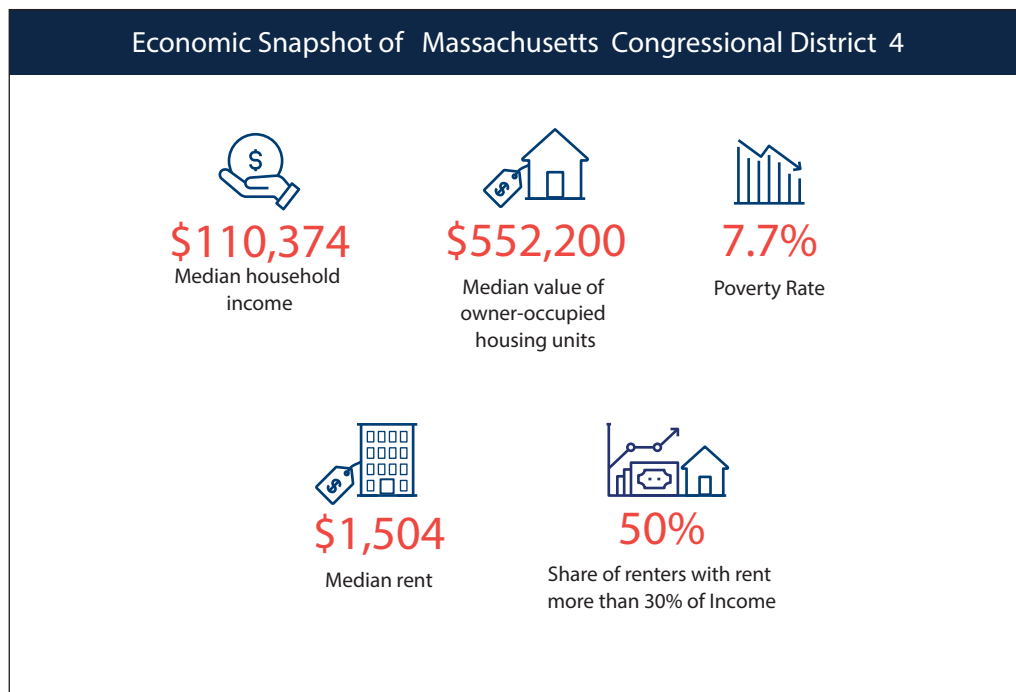 Economic Snapshot of Massachusetts Congressional District 4
$
$110,374
Median household
income
$
$552,200
Median value of
owner-occupied
housing units
7.7%
Poverty Rate
$
$1,504
Median rent
50%
Share of renters with rent
more than 30% of Income